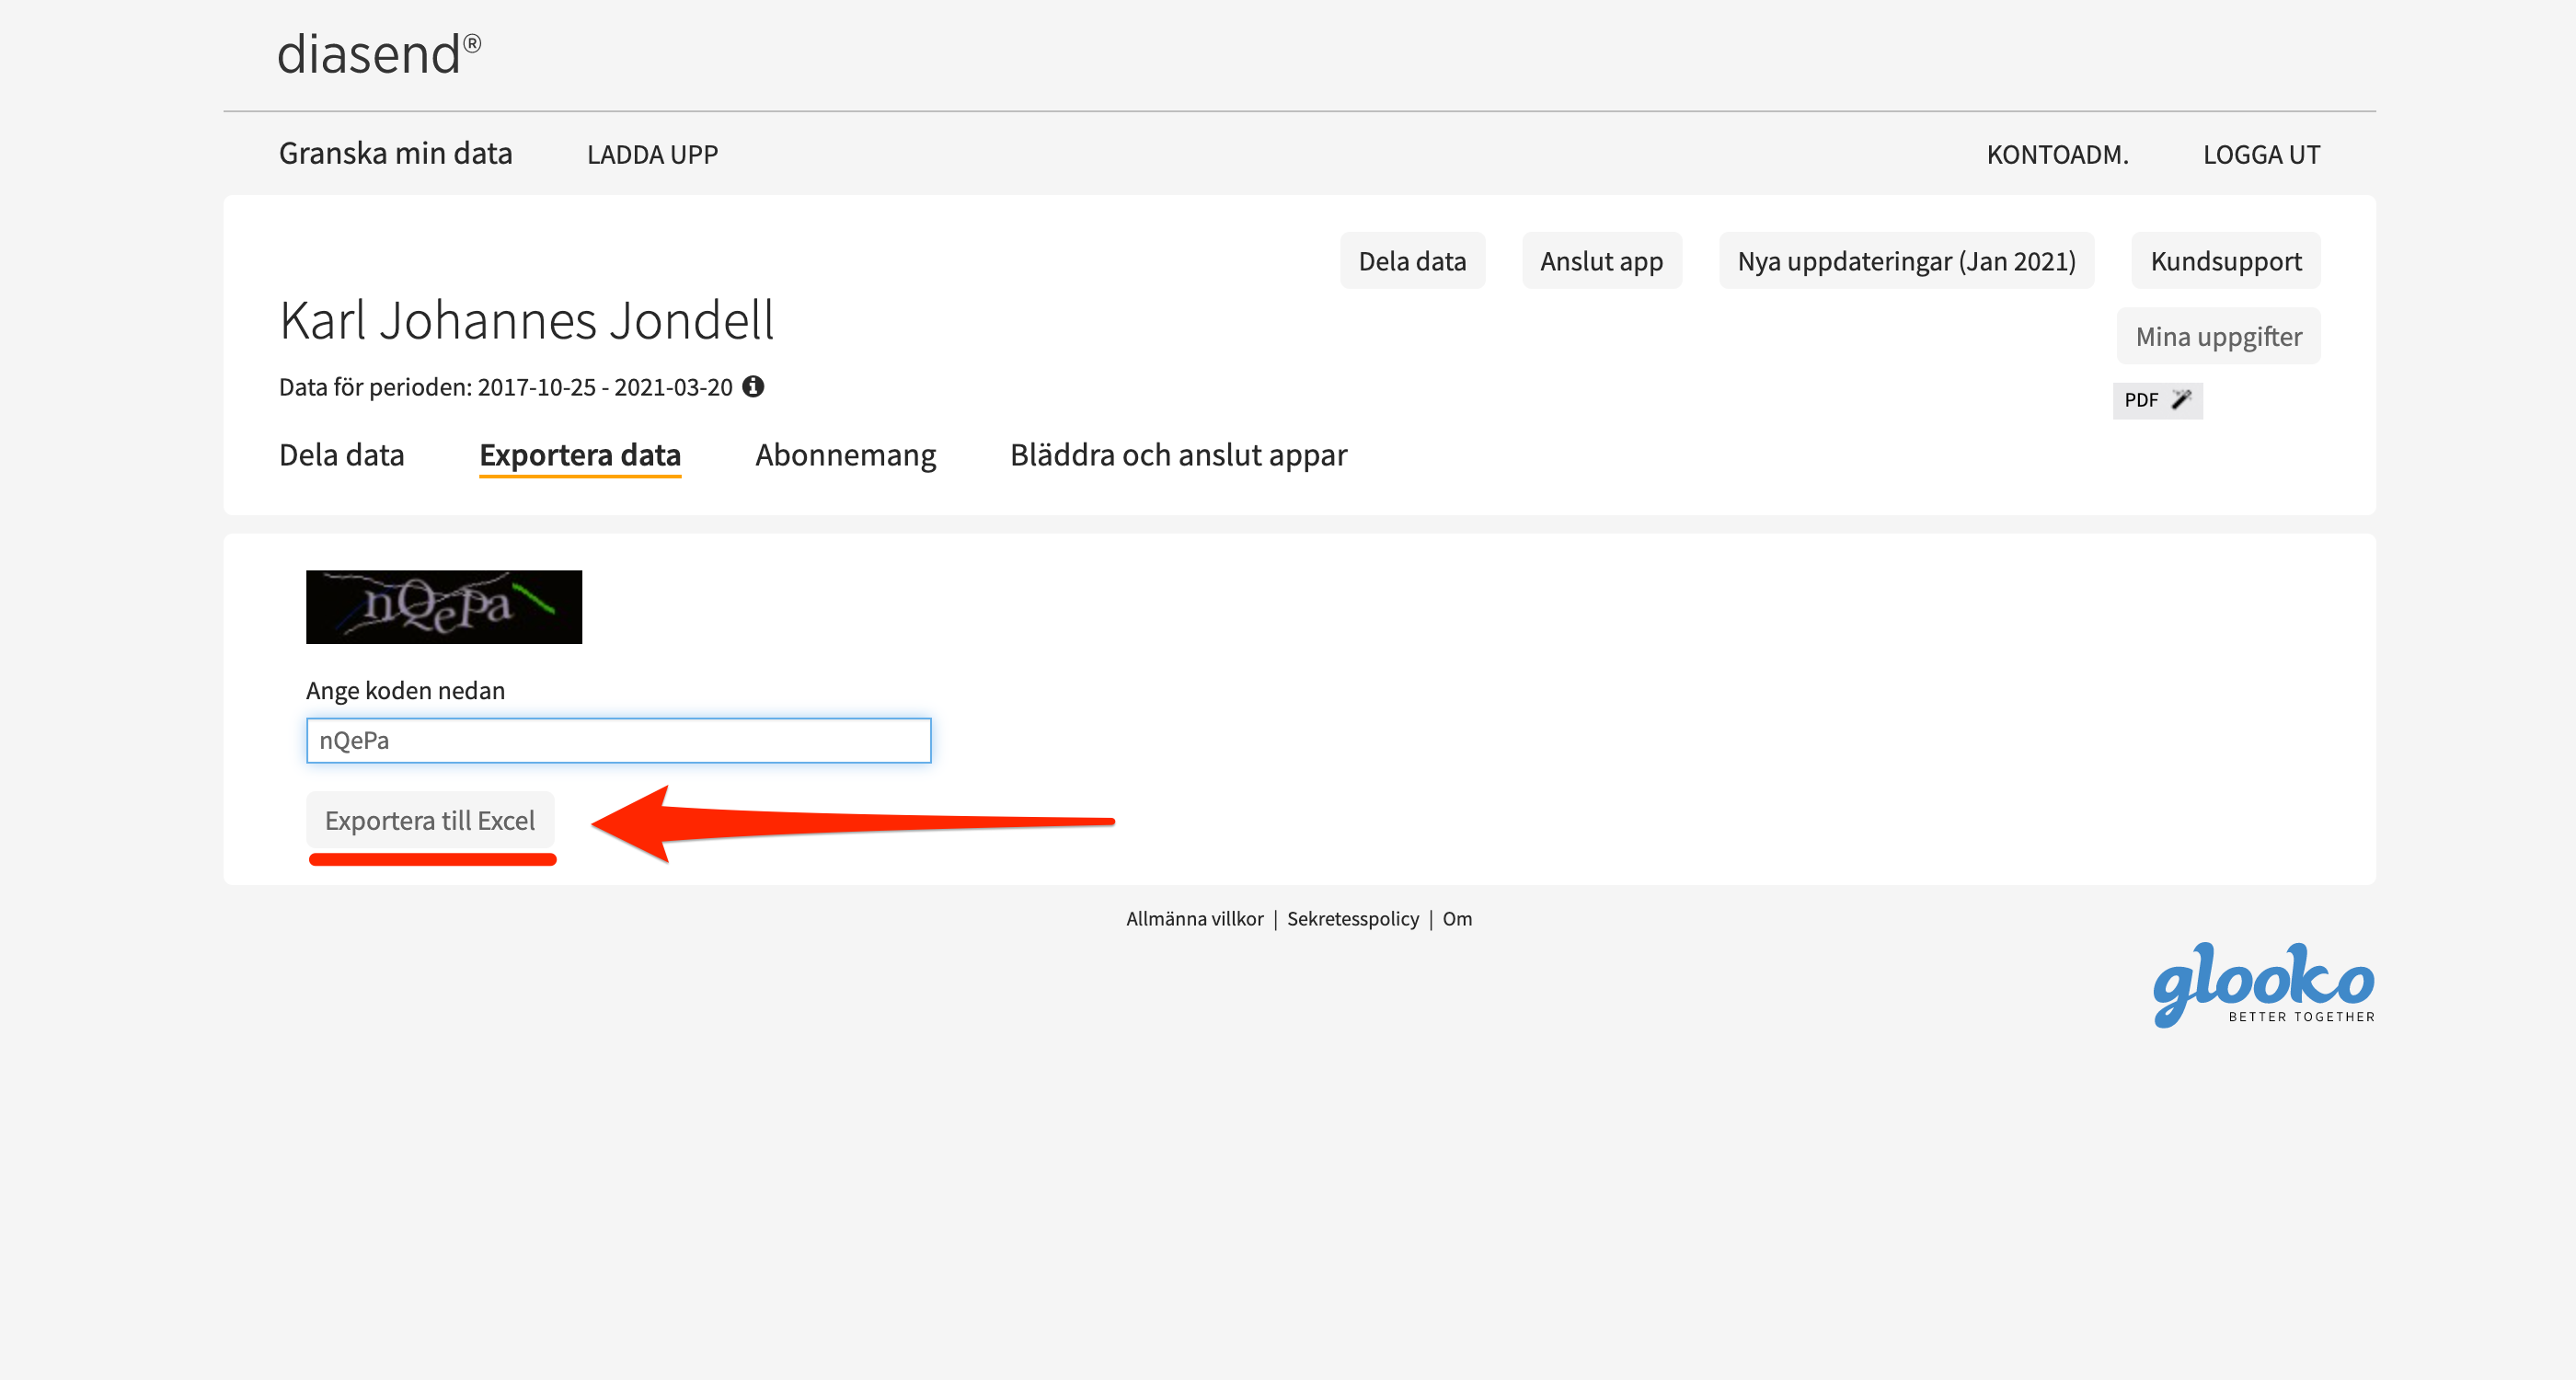 diasend®
Granska min data LADDA UPP KONTOADM. LOGGA UT
Dela data Anslut app Nya uppdateringar (Jan 2021) Kundsupport
Karl Johannes Jondell
Mina uppgifter
Data för perioden: 2017-10-25 - 2021-03-20
PDF
Dela data Exportera data Abonnemang Bläddra och anslut appar
nQePa
Ange koden nedan
nQePa
Exportera till Excel
Allmänna villkor | Sekretesspolicy | Om
glooko
BETTER TOGETHER